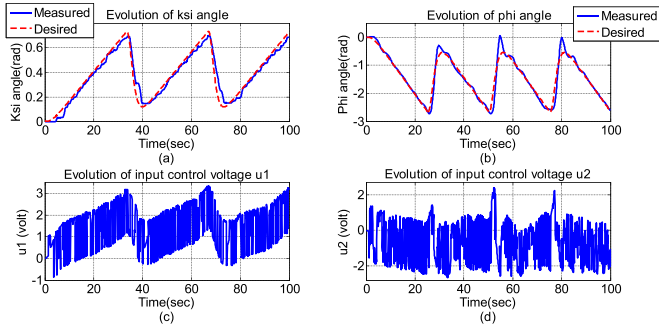 Evolution of ksi angle
Measured
Desired
Ksi angle(rad)
0.6
0.4
0.2
0
0 20 40 60 80 100
Time(sec)
(a)
Evolution of phi angle
Measured
Desired
Phi angle(rad)
0
-1
-2
-3
0 20 40 60 80 100
Time(sec)
(b)
Evolution of input control voltage u1
u1 (volt)
3
2
1
0
-1
0 20 40 60 80 100
Time(sec)
(c)
Evolution of input control voltage u2
u2 (volt)
2
0
-2
0 20 40 60 80 100
Time(sec)
(d)